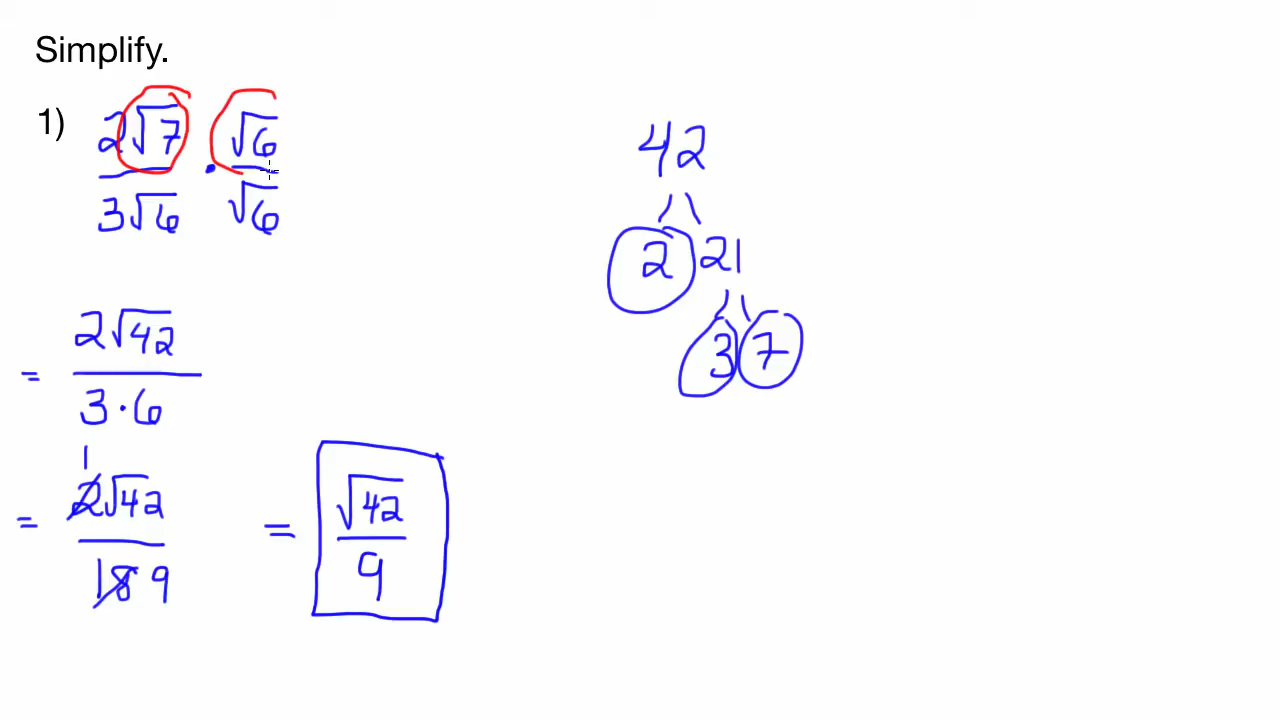 Simplify.
1) 2√7/3√6 · √6/√6
= 2√42/3·6
= 1 2√42/18 9 = √42/9
42
2 21
3 7